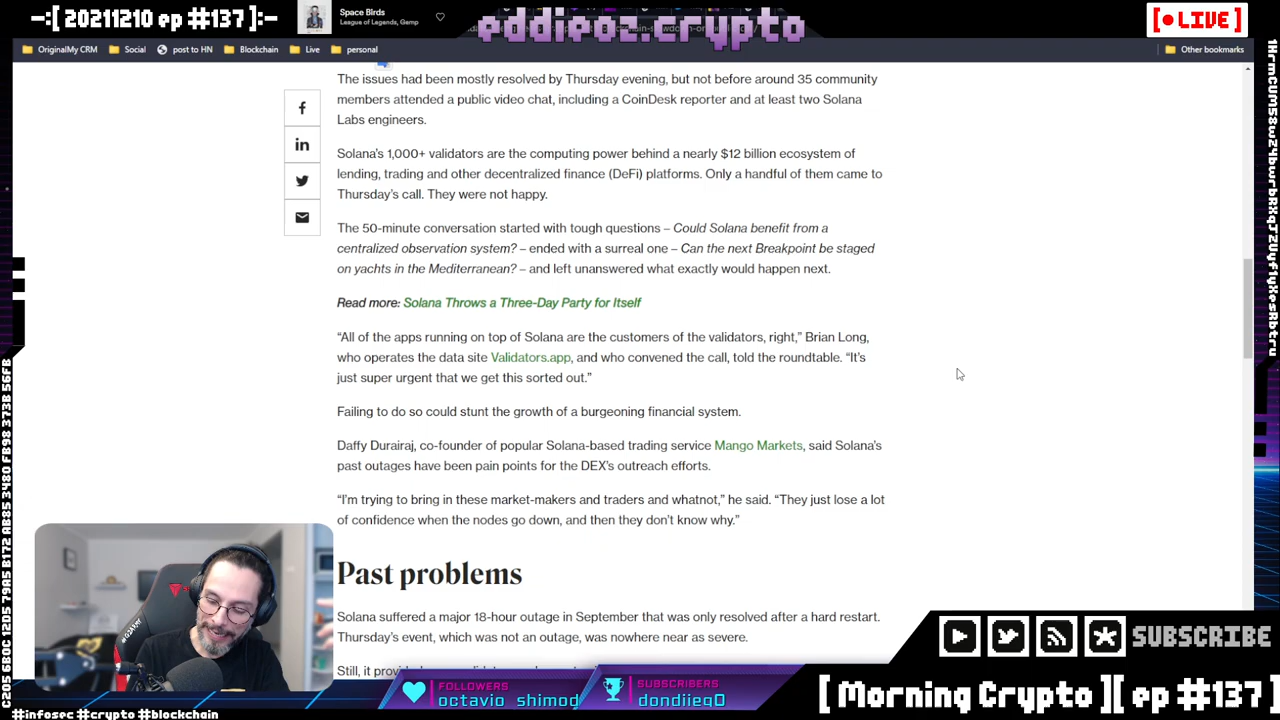 -:[ 20211210 ep #137 ]:-
Space Birds
League of Legends, Gemp
eddieoz.crypto
[● LIVE]
OriginalMy CRM
Social
post to HN
Blockchain
Live
personal
Other bookmarks
The issues had been mostly resolved by Thursday evening, but not before around 35 community
members attended a public video chat, including a CoinDesk reporter and at least two Solana
Labs engineers.
Solana's 1,000+ validators are the computing power behind a nearly $12 billion ecosystem of
lending, trading and other decentralized finance (DeFi) platforms. Only a handful of them came to
Thursday's call. They were not happy.
The 50-minute conversation started with tough questions – Could Solana benefit from a
centralized observation system? – ended with a surreal one – Can the next Breakpoint be staged
on yachts in the Mediterranean? – and left unanswered what exactly would happen next.
Read more: Solana Throws a Three-Day Party for Itself
“All of the apps running on top of Solana are the customers of the validators, right,” Brian Long,
who operates the data site Validators.app, and who convened the call, told the roundtable. “It’s
just super urgent that we get this sorted out.”
Failing to do so could stunt the growth of a burgeoning financial system.
Daffy Durairaj, co-founder of popular Solana-based trading service Mango Markets, said Solana’s
past outages have been pain points for the DEX’s outreach efforts.
“I’m trying to bring in these market-makers and traders and whatnot,” he said. “They just lose a lot
of confidence when the nodes go down, and then they don’t know why.”
Past problems
Solana suffered a major 18-hour outage in September that was only resolved after a hard restart.
Thursday’s event, which was not an outage, was nowhere near as severe.
Still, it
SUBSCRIBE
FOLLOWERS
octavio_shimod
SUBSCRIBERS
dondiieg0
[ Morning Crypto ][ ep #137 ]
#infosec #crypto #blockchain